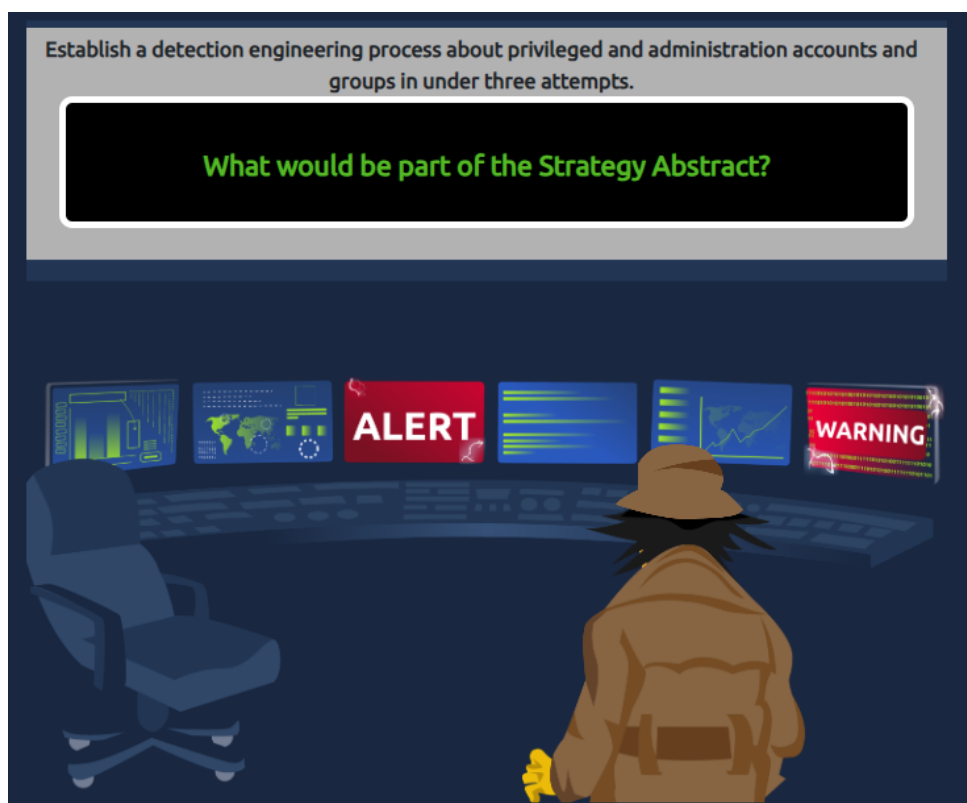 Establish a detection engineering process about privileged and administration accounts and
groups in under three attempts.
What would be part of the Strategy Abstract?
ALERT
WARNING